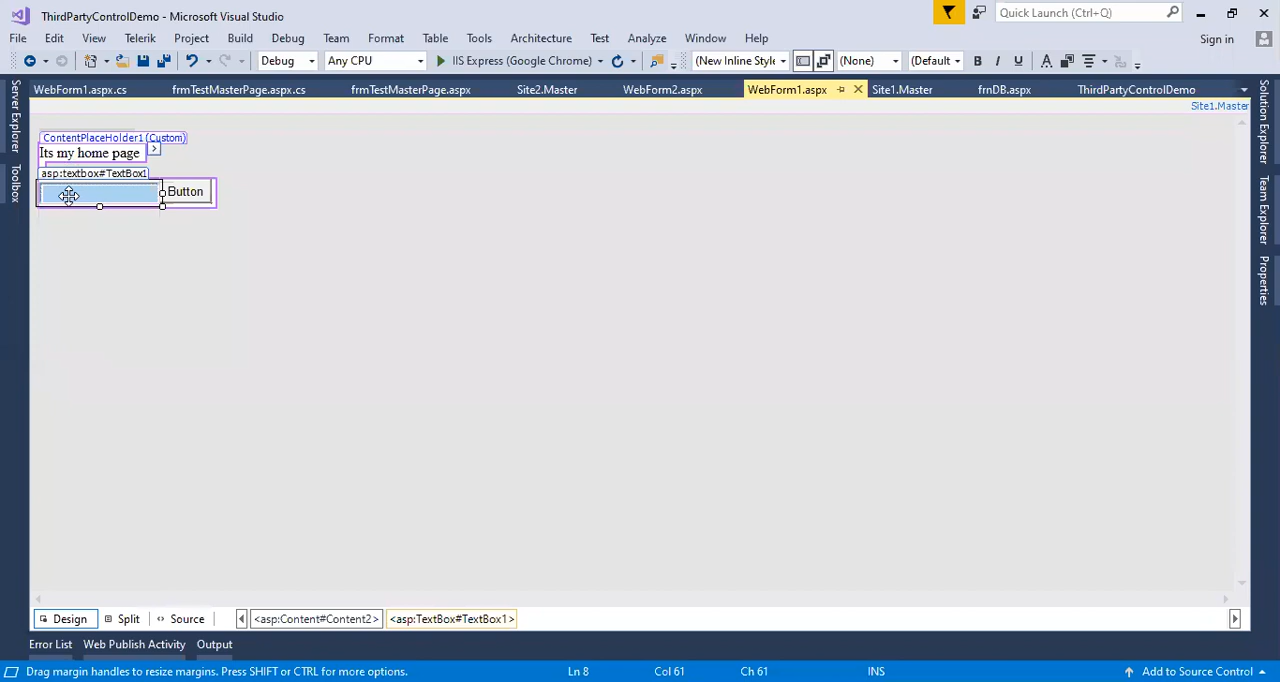 ThirdPartyControlDemo - Microsoft Visual Studio
Quick Launch (Ctrl+Q)
File Edit View Telerik Project Build Debug Team Format Table Tools Architecture Test Analyze Window Help
Sign in
Debug Any CPU IIS Express (Google Chrome) (New Inline Style (None) (Default B I U A
WebForm1.aspx.cs frmTestMasterPage.aspx.cs frmTestMasterPage.aspx Site2.Master WebForm2.aspx WebForm1.aspx Site1.Master frnDB.aspx ThirdPartyControlDemo
Site1.Master
Server Explorer
Toolbox
Solution Explorer
Team Explorer
Properties
ContentPlaceHolder1 (Custom)
Its my home page
asp:textbox#TextBox1
Button
Design Split Source <asp:Content#Content2> <asp:TextBox#TextBox1>
Error List Web Publish Activity Output
Drag margin handles to resize margins. Press SHIFT or CTRL for more options. Ln 8 Col 61 Ch 61 INS Add to Source Control